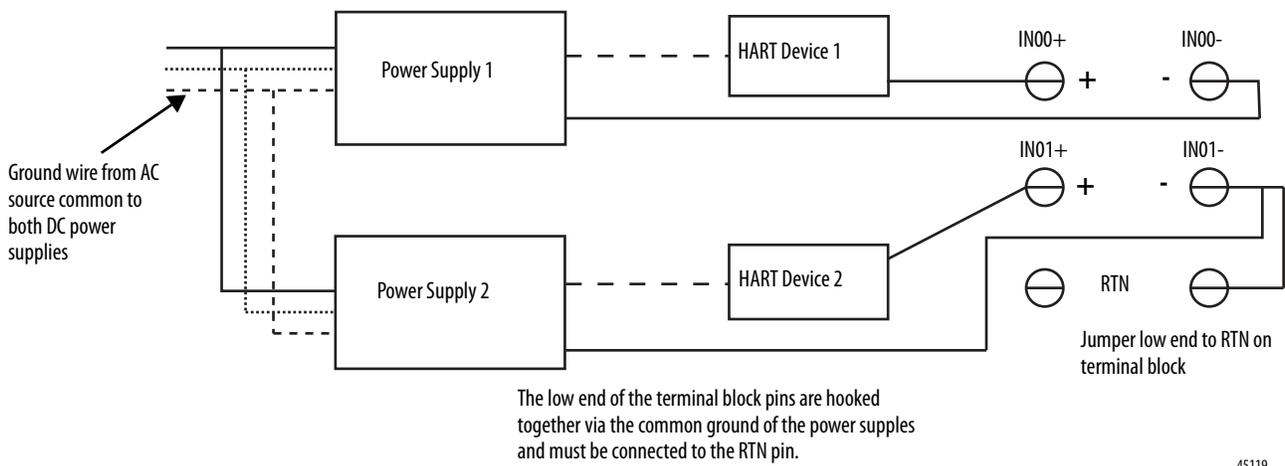 Power Supply 1
HART Device 1
IN00+
IN00-
+
-
Ground wire from AC
source common to
both DC power
supplies
IN01+
IN01-
+
-
Power Supply 2
HART Device 2
RTN
Jumper low end to RTN on
terminal block
The low end of the terminal block pins are hooked
together via the common ground of the power supples
and must be connected to the RTN pin.
45119